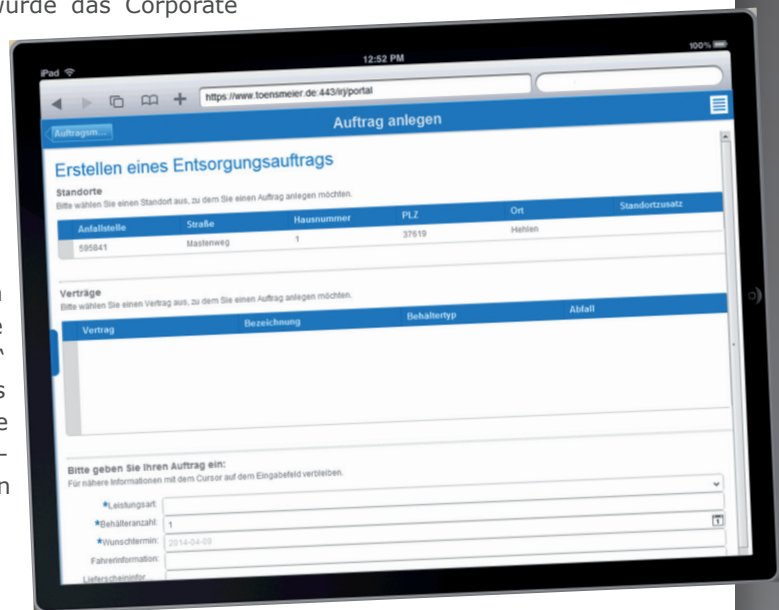 wurde das Corporate
iPad
12:52 PM
100%
https://www.toensmeier.de:443/irj/portal
Auftragsm...
Auftrag anlegen
Erstellen eines Entsorgungsauftrags
Standorte
Bitte wählen Sie einen Standort aus, zu dem Sie einen Auftrag anlegen möchten.
Anfallstelle Straße Hausnummer PLZ Ort Standortzusatz
595841 Mastenweg 1 37619 Hehlen
Verträge
Bitte wählen Sie einen Vertrag aus, zu dem Sie einen Auftrag anlegen möchten.
Vertrag Bezeichnung Behältertyp Abfall
Bitte geben Sie Ihren Auftrag ein:
Für nähere Informationen mit dem Cursor auf dem Eingabefeld verbleiben.
*Leistungsart:
*Behälteranzahl: 1
*Wunschtermin: 2014-04-09
Fahrerinformation:
Lieferscheininfor